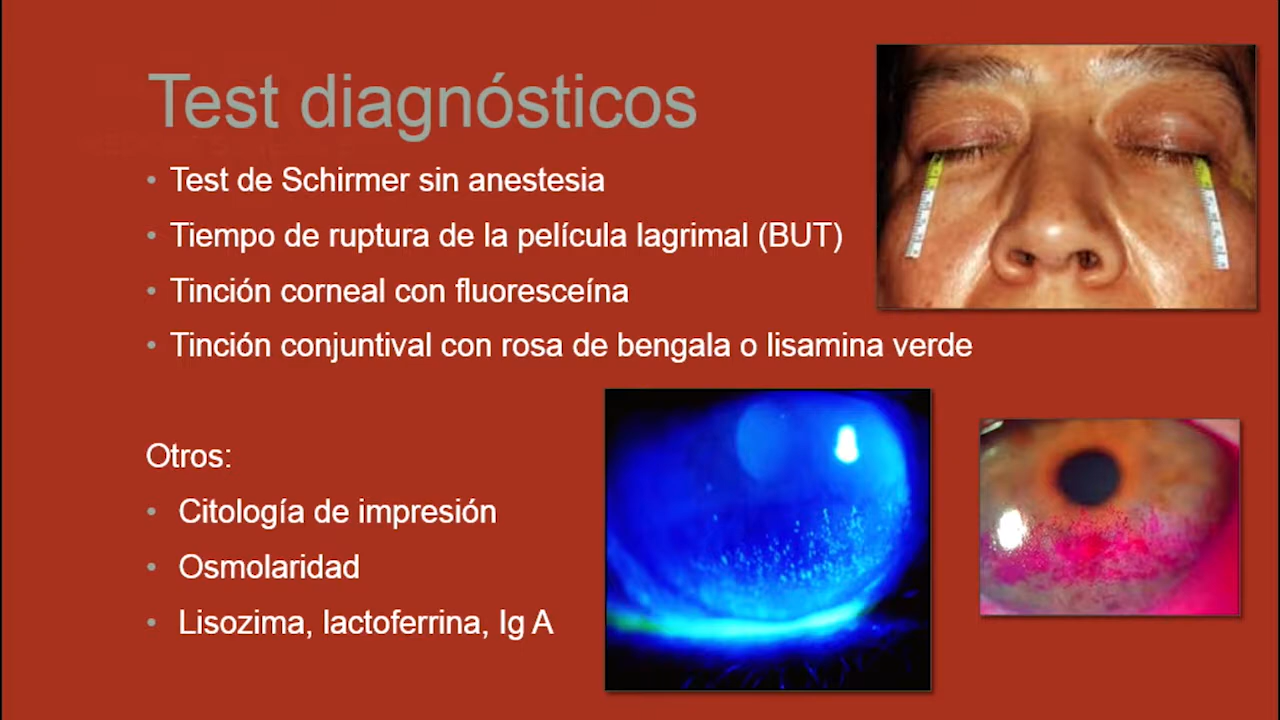 Test diagnósticos
• Test de Schirmer sin anestesia
• Tiempo de ruptura de la película lagrimal (BUT)
• Tinción corneal con fluoresceína
• Tinción conjuntival con rosa de bengala o lisamina verde
Otros:
• Citología de impresión
• Osmolaridad
• Lisozima, lactoferrina, Ig A